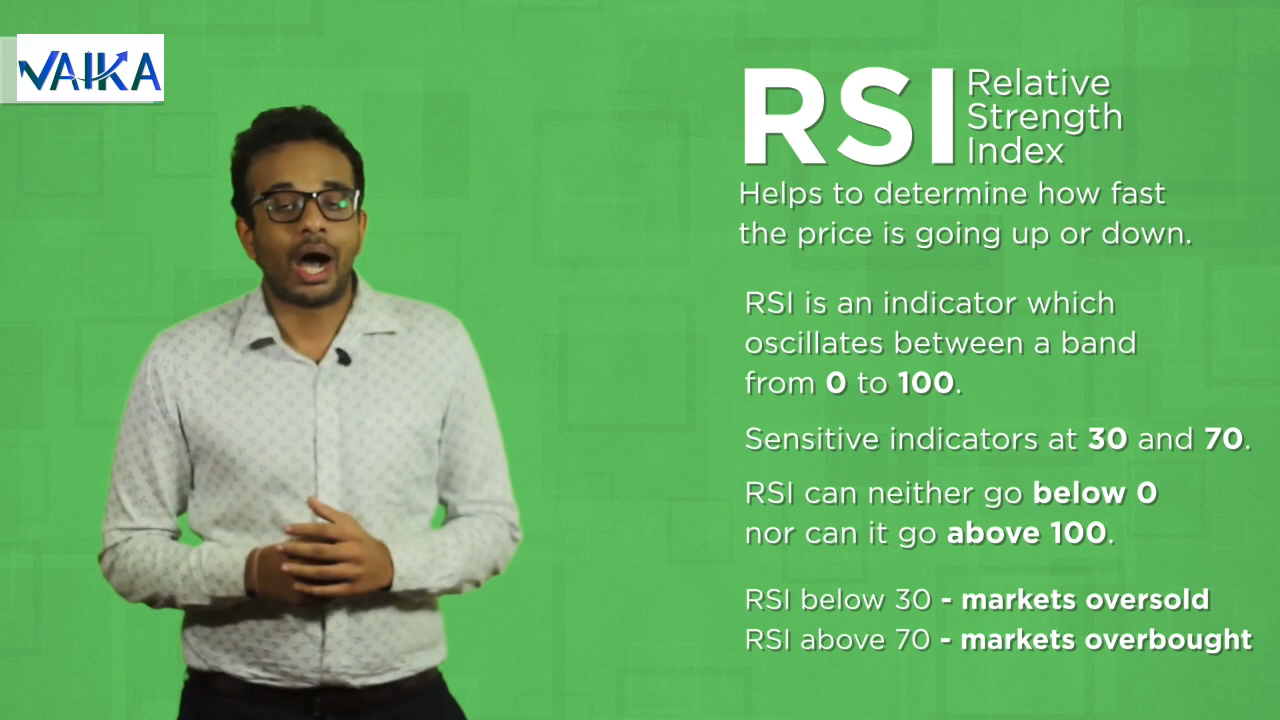 VAIKA
RSI Relative
Strength
Index
Helps to determine how fast
the price is going up or down.
RSI is an indicator which
oscillates between a band
from 0 to 100.
Sensitive indicators at 30 and 70.
RSI can neither go below 0
nor can it go above 100.
RSI below 30 - markets oversold
RSI above 70 - markets overbought